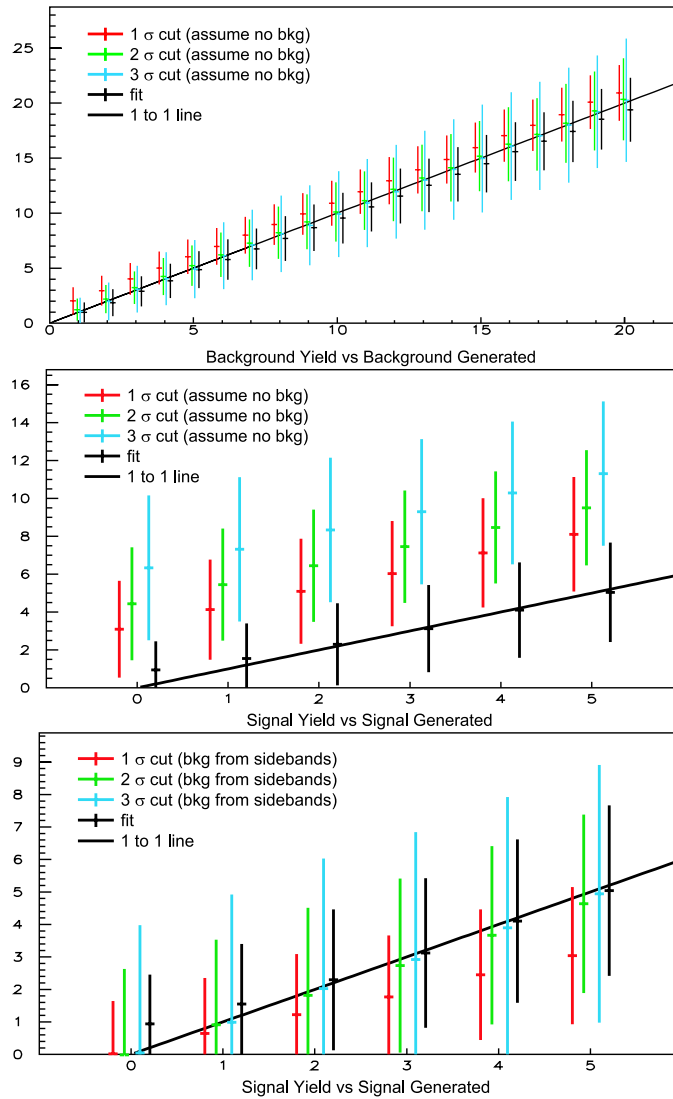 1 σ cut (assume no bkg)
2 σ cut (assume no bkg)
3 σ cut (assume no bkg)
fit
1 to 1 line
25
20
15
10
5
0
0 5 10 15 20
Background Yield vs Background Generated
16
14
12
10
8
6
4
2
0
1 σ cut (assume no bkg)
2 σ cut (assume no bkg)
3 σ cut (assume no bkg)
fit
1 to 1 line
0 1 2 3 4 5
Signal Yield vs Signal Generated
9
8
7
6
5
4
3
2
1
0
1 σ cut (bkg from sidebands)
2 σ cut (bkg from sidebands)
3 σ cut (bkg from sidebands)
fit
1 to 1 line
0 1 2 3 4 5
Signal Yield vs Signal Generated